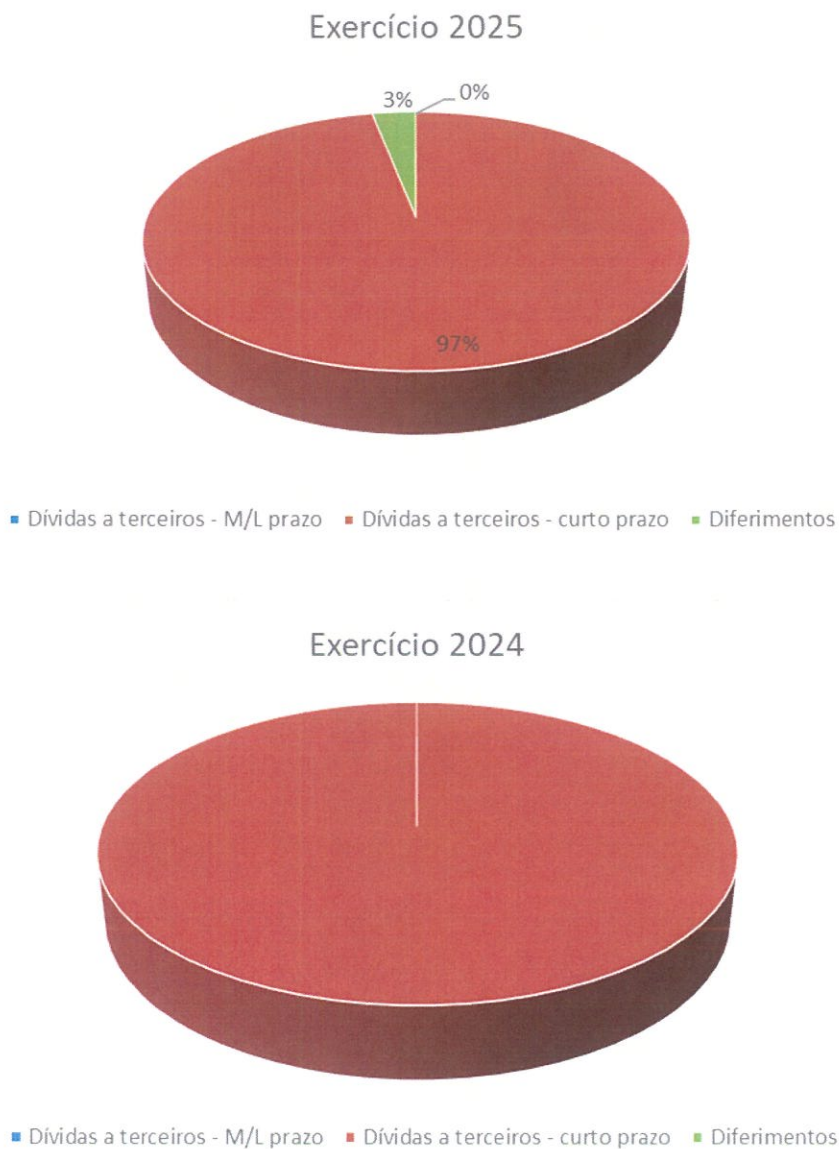 Exercício 2025
3% 0%
97%
Dívidas a terceiros - M/L prazo Dívidas a terceiros - curto prazo Diferimentos
Exercício 2024
Dívidas a terceiros - M/L prazo Dívidas a terceiros - curto prazo Diferimentos